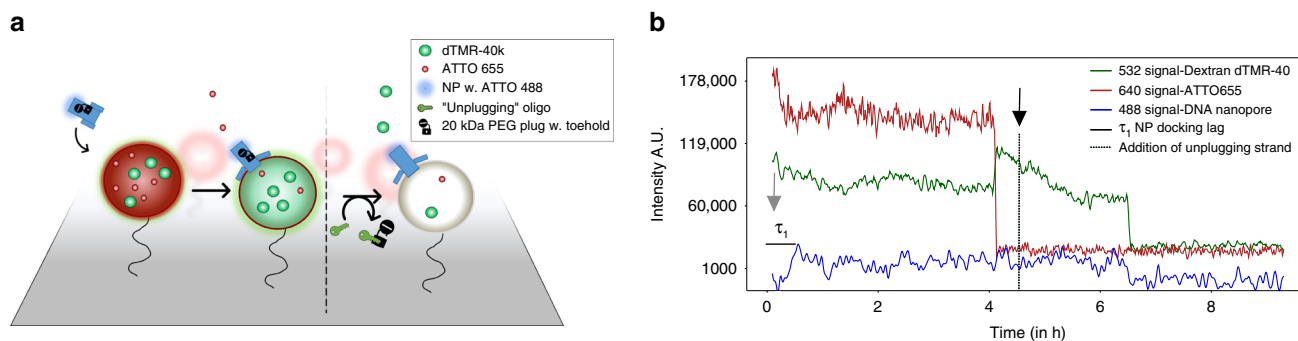 a
dTMR-40k
ATTO 655
NP w. ATTO 488
"Unplugging" oligo
20 kDa PEG plug w. toehold
b
178,000
119,000
60,000
1000
Intensity A.U.
τ1
0
2
4
6
8
Time (in h)
532 signal-Dextran dTMR-40
640 signal-ATTO655
488 signal-DNA nanopore
τ1 NP docking lag
Addition of unplugging strand